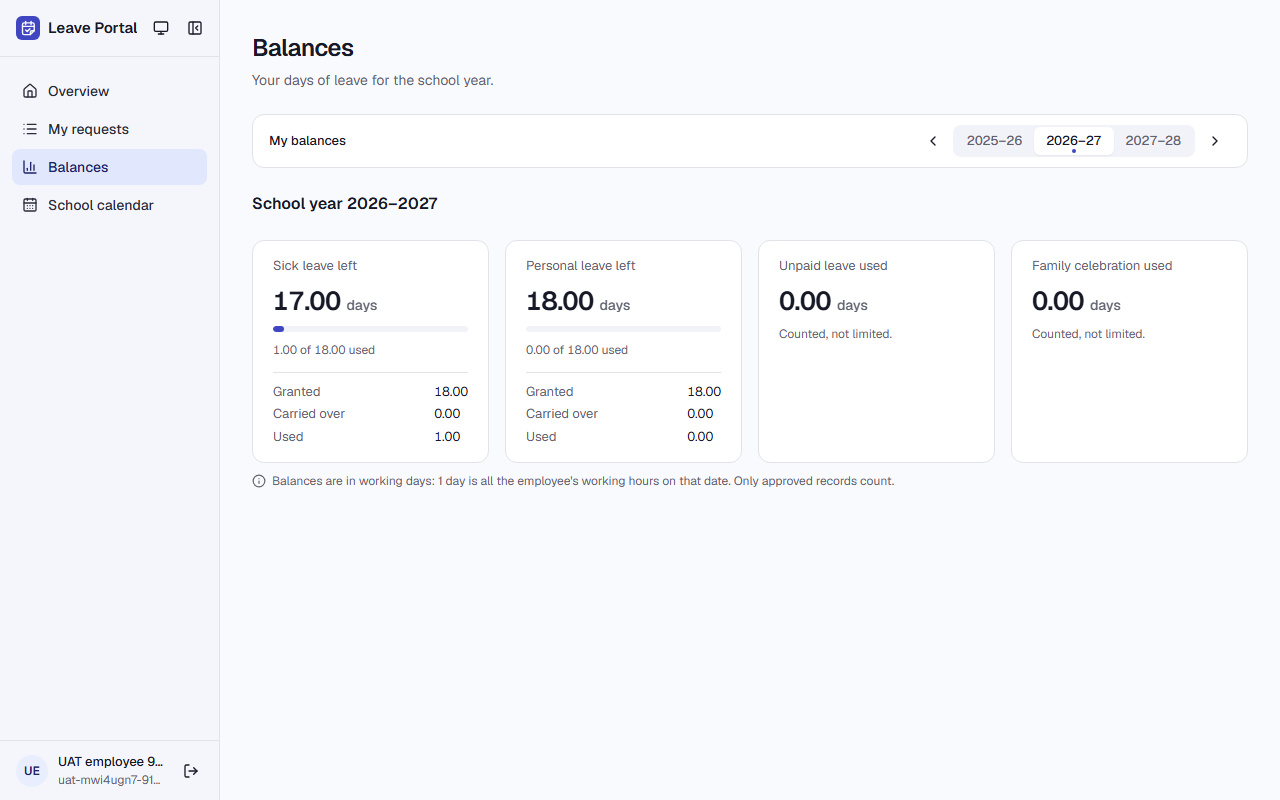 Leave Portal
Overview
My requests
Balances
School calendar
UE
UAT employee 9…
uat-mwi4ugn7-91…
Balances
Your days of leave for the school year.
My balances
2025–26 2026–27 2027–28
School year 2026–2027
Sick leave left
17.00 days
1.00 of 18.00 used
Granted 18.00
Carried over 0.00
Used 1.00
Personal leave left
18.00 days
0.00 of 18.00 used
Granted 18.00
Carried over 0.00
Used 0.00
Unpaid leave used
0.00 days
Counted, not limited.
Family celebration used
0.00 days
Counted, not limited.
Balances are in working days: 1 day is all the employee's working hours on that date. Only approved records count.